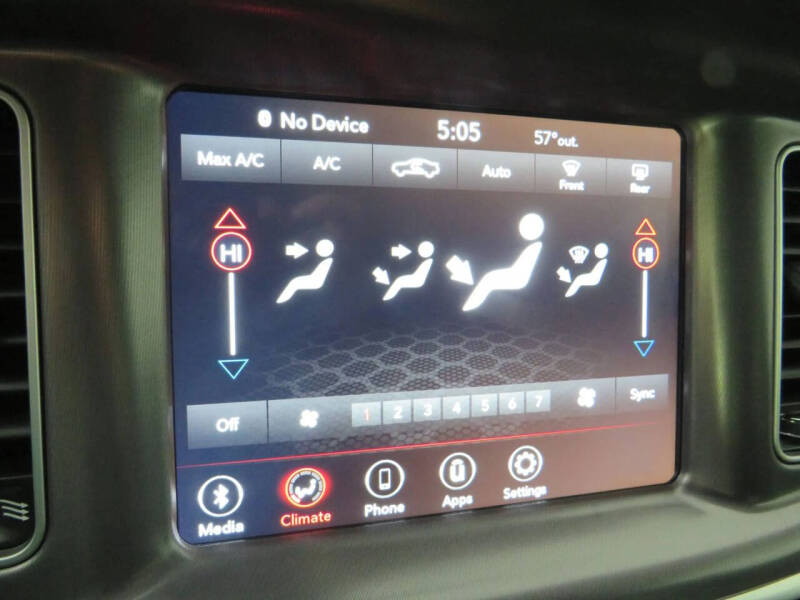 No Device 5:05 57° out.
Max A/C A/C Auto Front Rear
HI HI
Off 1 2 3 4 5 6 7 Sync
Media Climate Phone Apps Settings